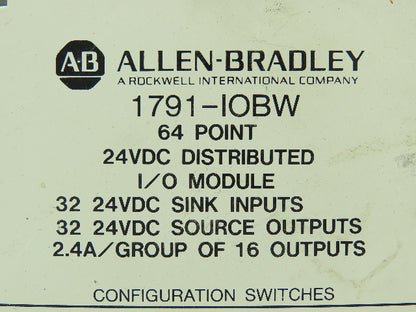 A-B ALLEN-BRADLEY
A ROCKWELL INTERNATIONAL COMPANY
1791-IOBW
64 POINT
24VDC DISTRIBUTED
I/O MODULE
32 24VDC SINK INPUTS
32 24VDC SOURCE OUTPUTS
2.4A/GROUP OF 16 OUTPUTS
CONFIGURATION SWITCHES